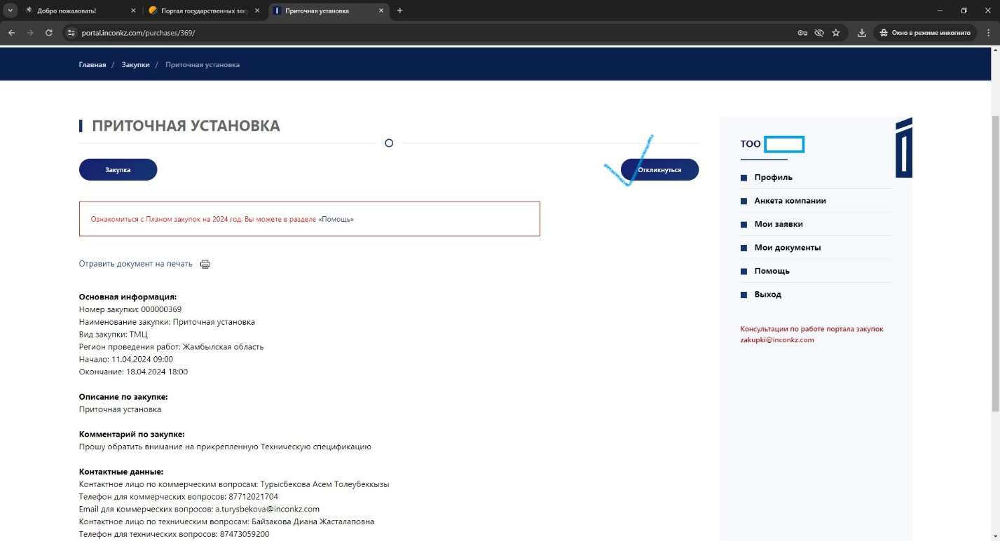 Добро пожаловать!
Портал государственных зак
Приточная установка
portal.inconkz.com/purchases/369/
Окно в режиме инкогнито
Главная / Закупки / Приточная установка
ПРИТОЧНАЯ УСТАНОВКА
Закупка
Откликнуться
Ознакомиться с Планом закупок на 2024 год, Вы можете в разделе «Помощь»
Отравить документ на печать
Основная информация:
Номер закупки: 000000369
Наименование закупки: Приточная установка
Вид закупки: ТМЦ
Регион проведения работ: Жамбылская область
Начало: 11.04.2024 09:00
Окончание: 18.04.2024 18:00
Описание по закупке:
Приточная установка
Комментарий по закупке:
Прошу обратить внимание на прикрепленную Техническую спецификацию
Контактные данные:
Контактное лицо по коммерческим вопросам: Турысбекова Асем Толеубеккызы
Телефон для коммерческих вопросов: 87712021704
Email для коммерческих вопросов: a.turysbekova@inconkz.com
Контактное лицо по техническим вопросам: Байзакова Диана Жасталаповна
Телефон для технических вопросов: 87473059200
ТОО
Профиль
Анкета компании
Мои заявки
Мои документы
Помощь
Выход
Консультации по работе портала закупок
zakupki@inconkz.com